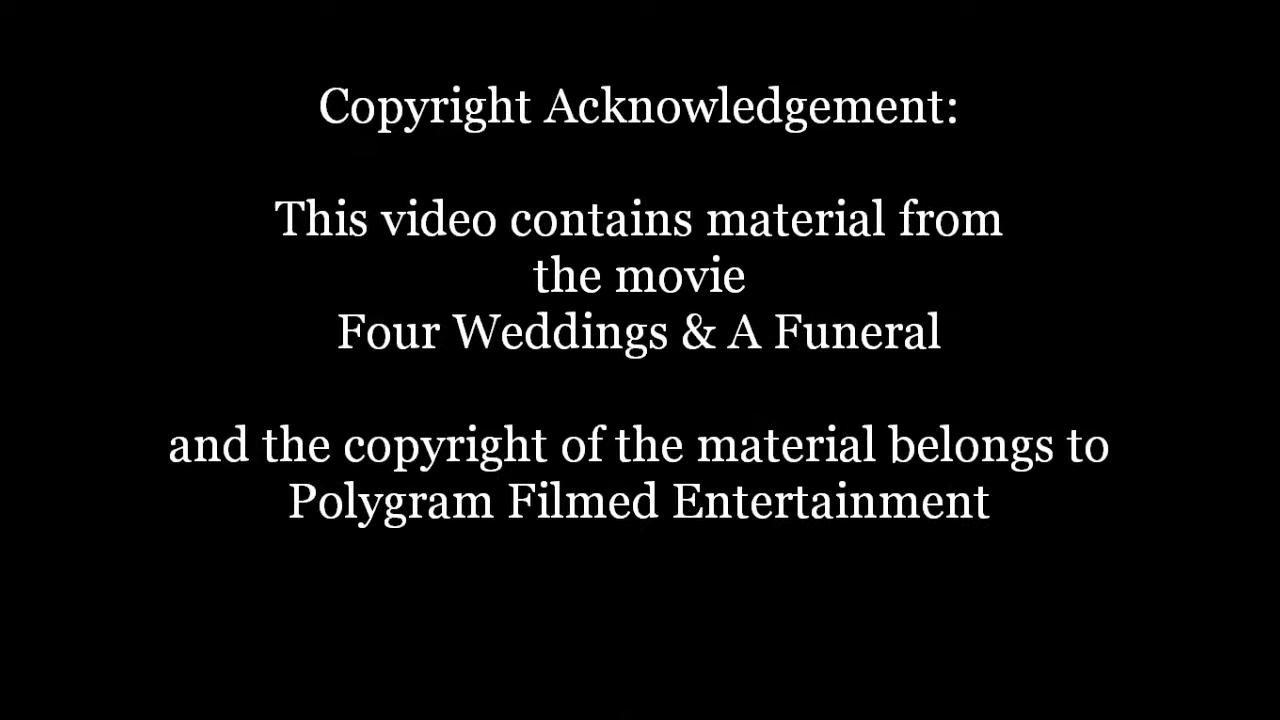 Copyright Acknowledgement:
This video contains material from
the movie
Four Weddings & A Funeral
and the copyright of the material belongs to
Polygram Filmed Entertainment